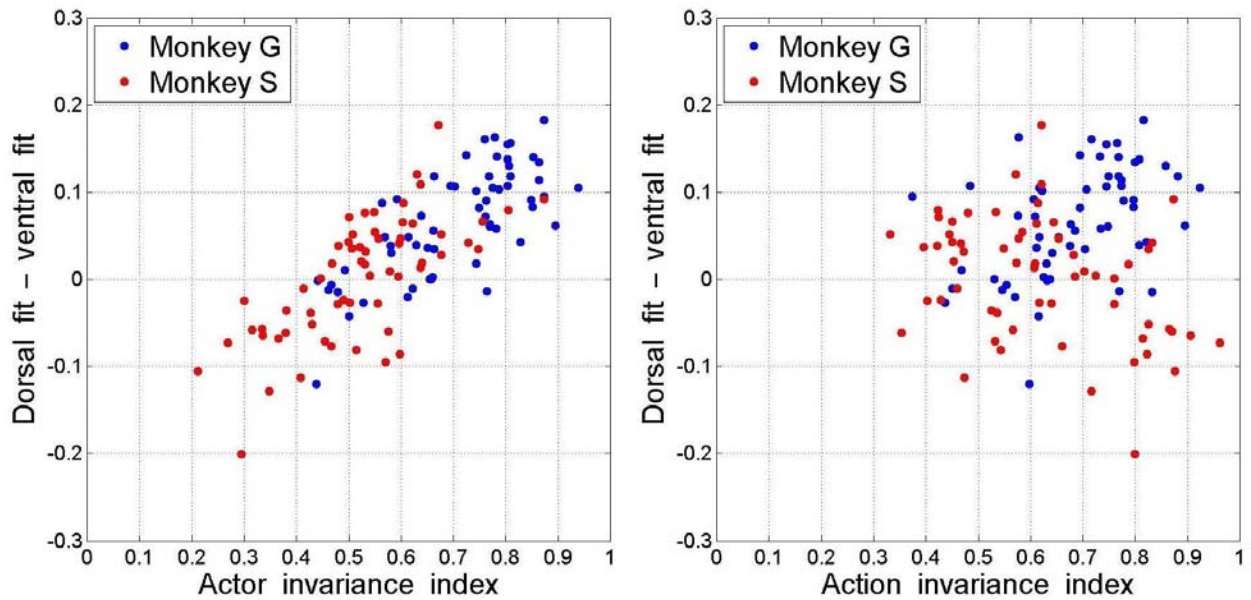 0.3
0.2
0.1
0
-0.1
-0.2
-0.3
Dorsal fit – ventral fit
Monkey G
Monkey S
0 0.1 0.2 0.3 0.4 0.5 0.6 0.7 0.8 0.9 1
Actor invariance index
0.3
0.2
0.1
0
-0.1
-0.2
-0.3
Dorsal fit – ventral fit
Monkey G
Monkey S
0 0.1 0.2 0.3 0.4 0.5 0.6 0.7 0.8 0.9 1
Action invariance index